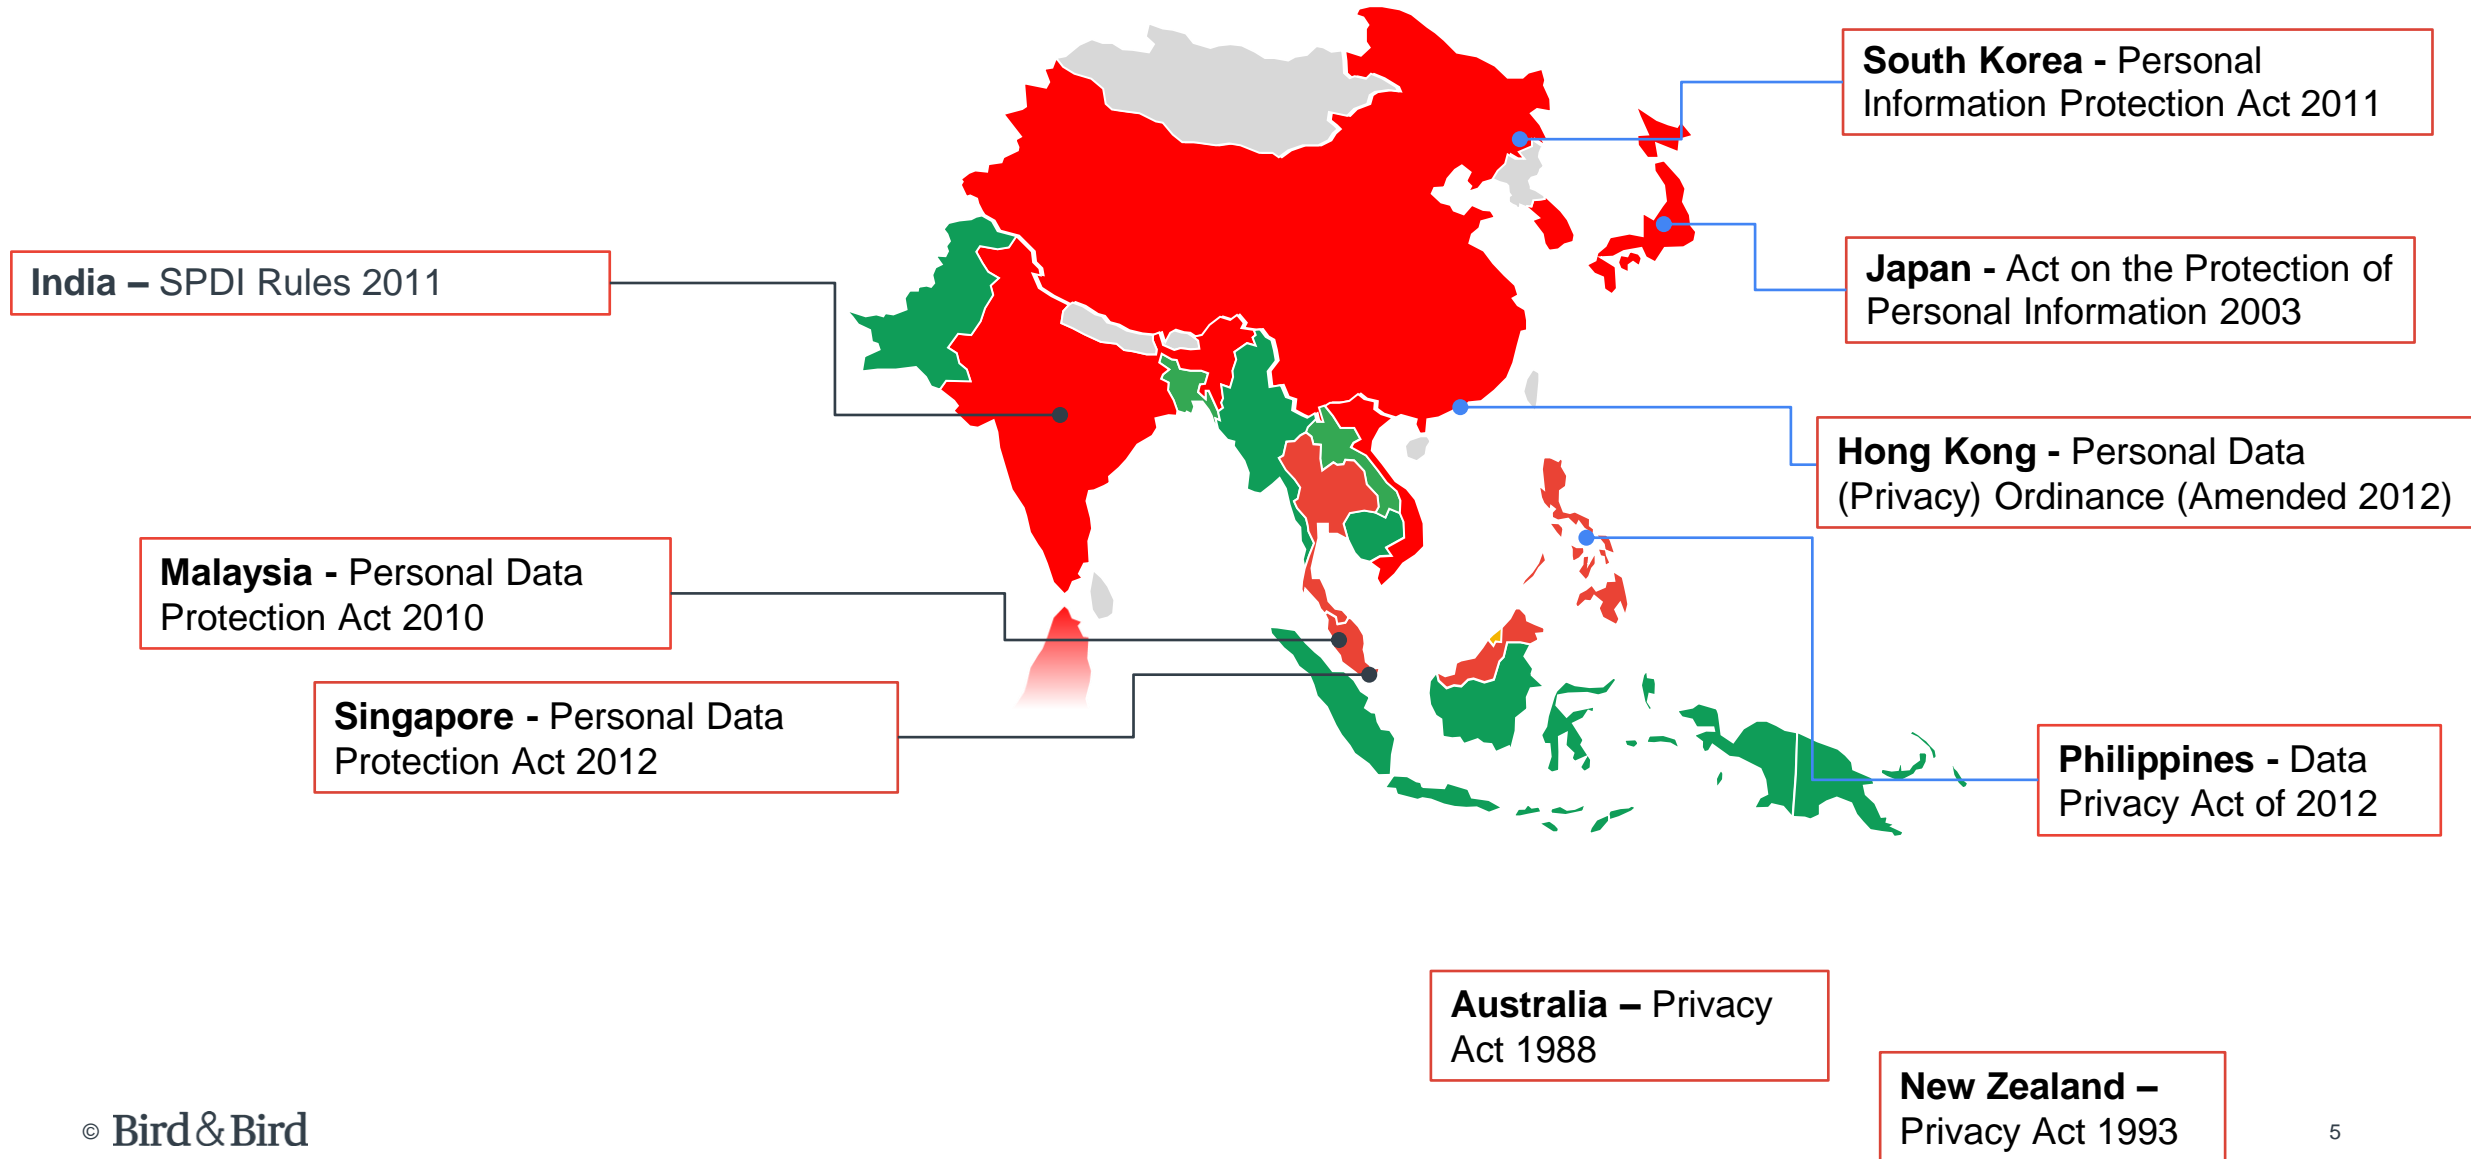 South Korea - Personal
Information Protection Act 2011
India – SPDI Rules 2011
Japan - Act on the Protection of
Personal Information 2003
Hong Kong - Personal Data
(Privacy) Ordinance (Amended 2012)
Malaysia - Personal Data
Protection Act 2010
Singapore - Personal Data
Protection Act 2012
Philippines - Data
Privacy Act of 2012
Australia – Privacy
Act 1988
New Zealand –
Privacy Act 1993
© Bird & Bird
5